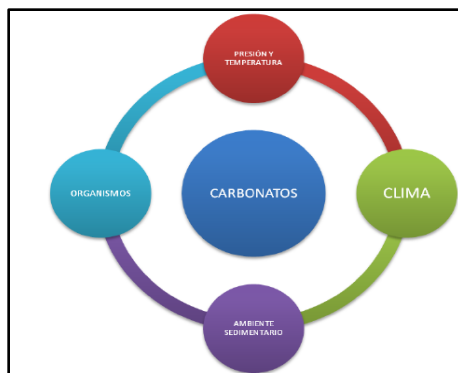 PRESIÓN Y
TEMPERATURA
ORGANISMOS
CARBONATOS
CLIMA
AMBIENTE
SEDIMENTARIO